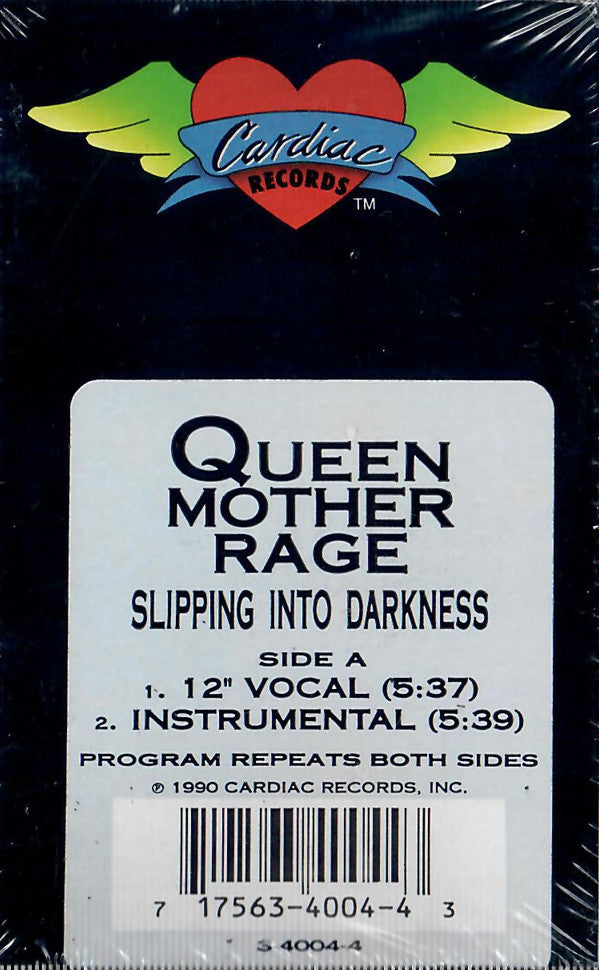 Cardiac
RECORDS
TM
QUEEN
MOTHER
RAGE
SLIPPING INTO DARKNESS
SIDE A
1. 12" VOCAL (5:37)
2. INSTRUMENTAL (5:39)
PROGRAM REPEATS BOTH SIDES
℗ 1990 CARDIAC RECORDS, INC.
7 17563-4004-4 3
3 4004-4